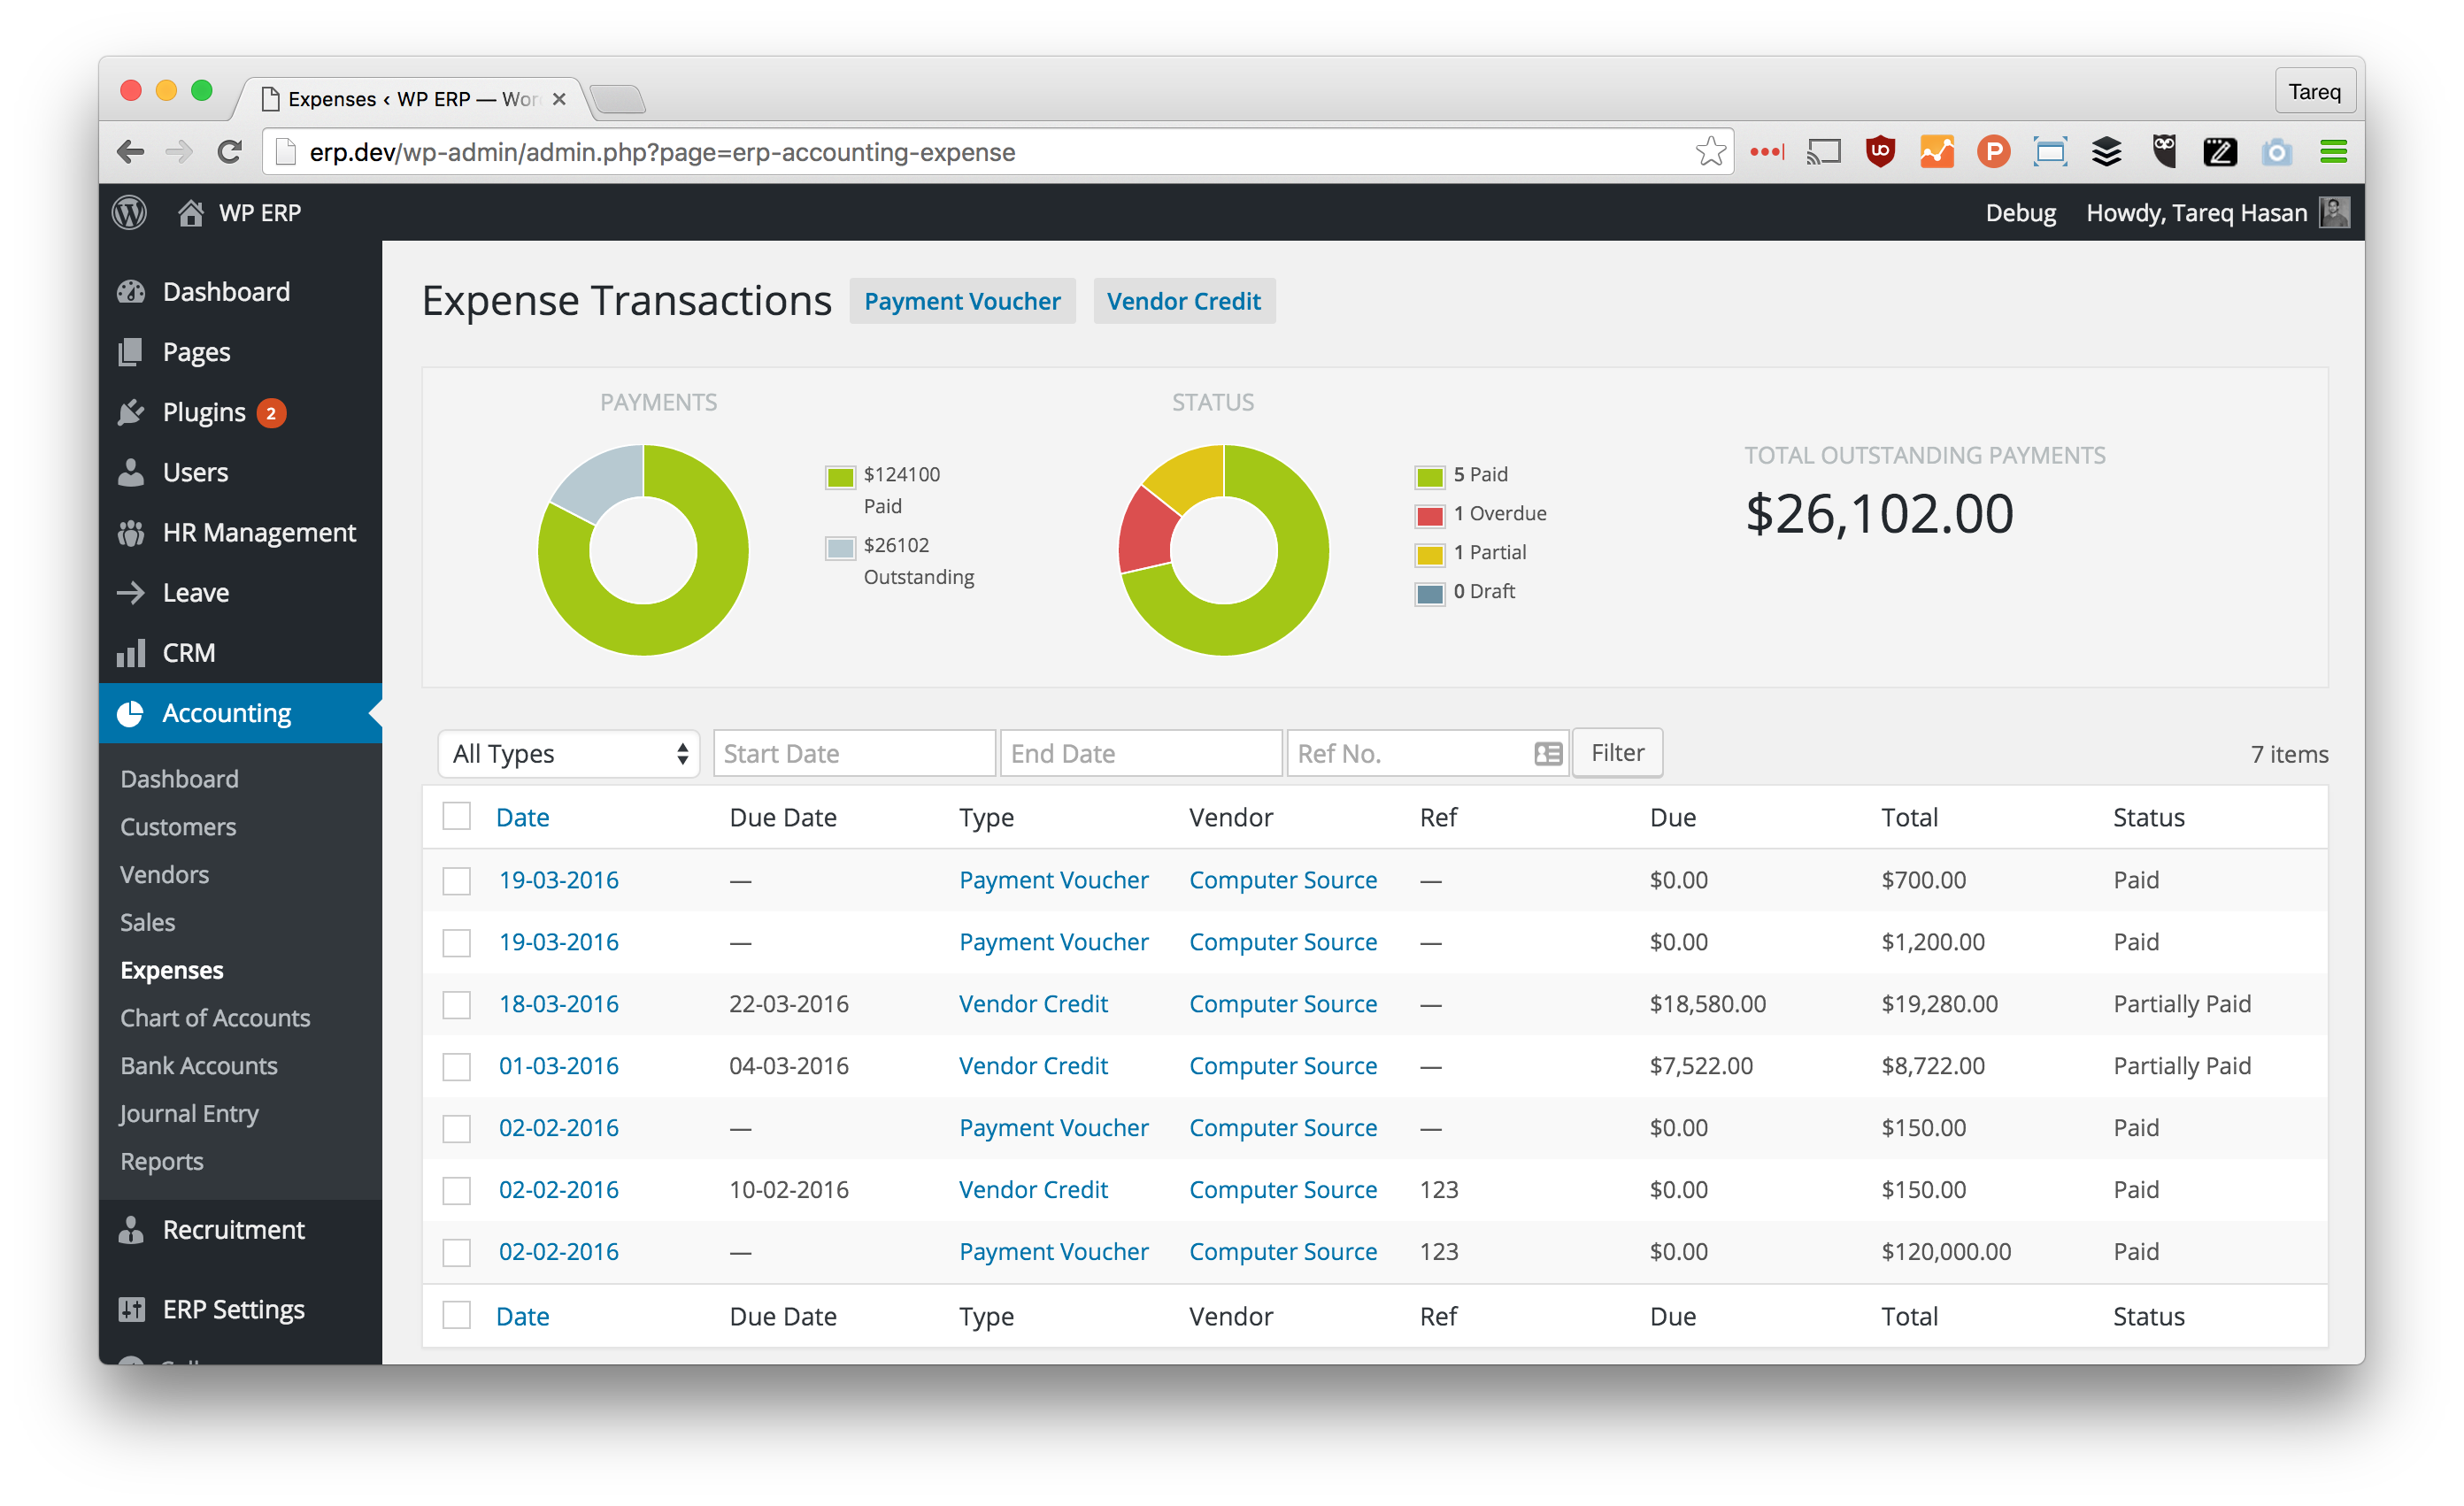 Expenses ‹ WP ERP — Wor
Tareq
erp.dev/wp-admin/admin.php?page=erp-accounting-expense
WP ERP
Debug Howdy, Tareq Hasan
Dashboard
Pages
Plugins 2
Users
HR Management
Leave
CRM
Accounting
Dashboard
Customers
Vendors
Sales
Expenses
Chart of Accounts
Bank Accounts
Journal Entry
Reports
Recruitment
ERP Settings
Expense Transactions Payment Voucher Vendor Credit
PAYMENTS
$124100
Paid
$26102
Outstanding
STATUS
5 Paid
1 Overdue
1 Partial
0 Draft
TOTAL OUTSTANDING PAYMENTS
$26,102.00
All Types Start Date End Date Ref No. Filter 7 items
Date Due Date Type Vendor Ref Due Total Status
19-03-2016 — Payment Voucher Computer Source — $0.00 $700.00 Paid
19-03-2016 — Payment Voucher Computer Source — $0.00 $1,200.00 Paid
18-03-2016 22-03-2016 Vendor Credit Computer Source — $18,580.00 $19,280.00 Partially Paid
01-03-2016 04-03-2016 Vendor Credit Computer Source — $7,522.00 $8,722.00 Partially Paid
02-02-2016 — Payment Voucher Computer Source — $0.00 $150.00 Paid
02-02-2016 10-02-2016 Vendor Credit Computer Source 123 $0.00 $150.00 Paid
02-02-2016 — Payment Voucher Computer Source 123 $0.00 $120,000.00 Paid
Date Due Date Type Vendor Ref Due Total Status